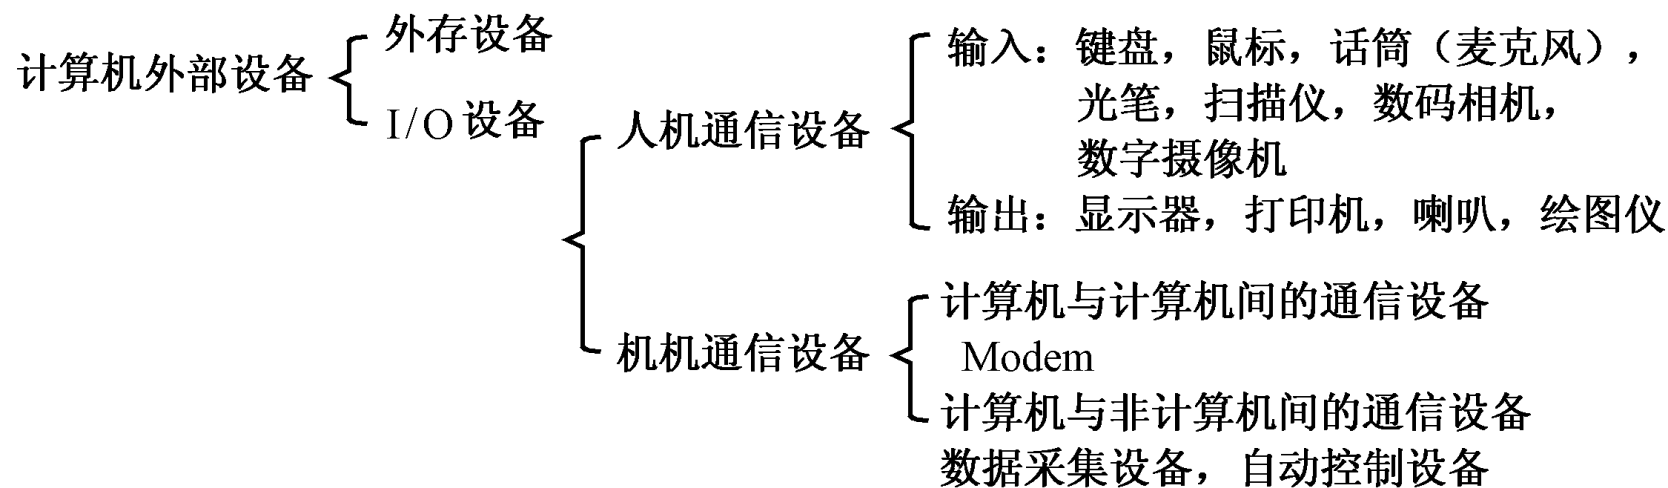 计算机外部设备
外存设备
I/O设备
人机通信设备
输入：键盘，鼠标，话筒（麦克风），
光笔，扫描仪，数码相机，
数字摄像机
输出：显示器，打印机，喇叭，绘图仪
机机通信设备
计算机与计算机间的通信设备
Modem
计算机与非计算机间的通信设备
数据采集设备，自动控制设备